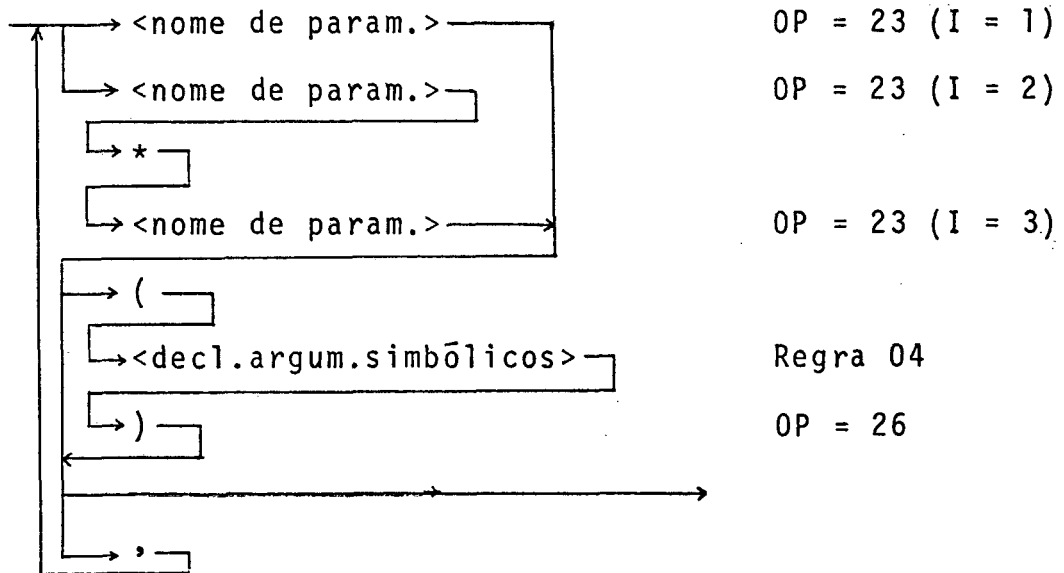 <nome de param.> OP = 23 (I = 1)
<nome de param.> OP = 23 (I = 2)
*
<nome de param.> OP = 23 (I = 3)
(
<decl.argum.simbólicos> Regra 04
) OP = 26
,